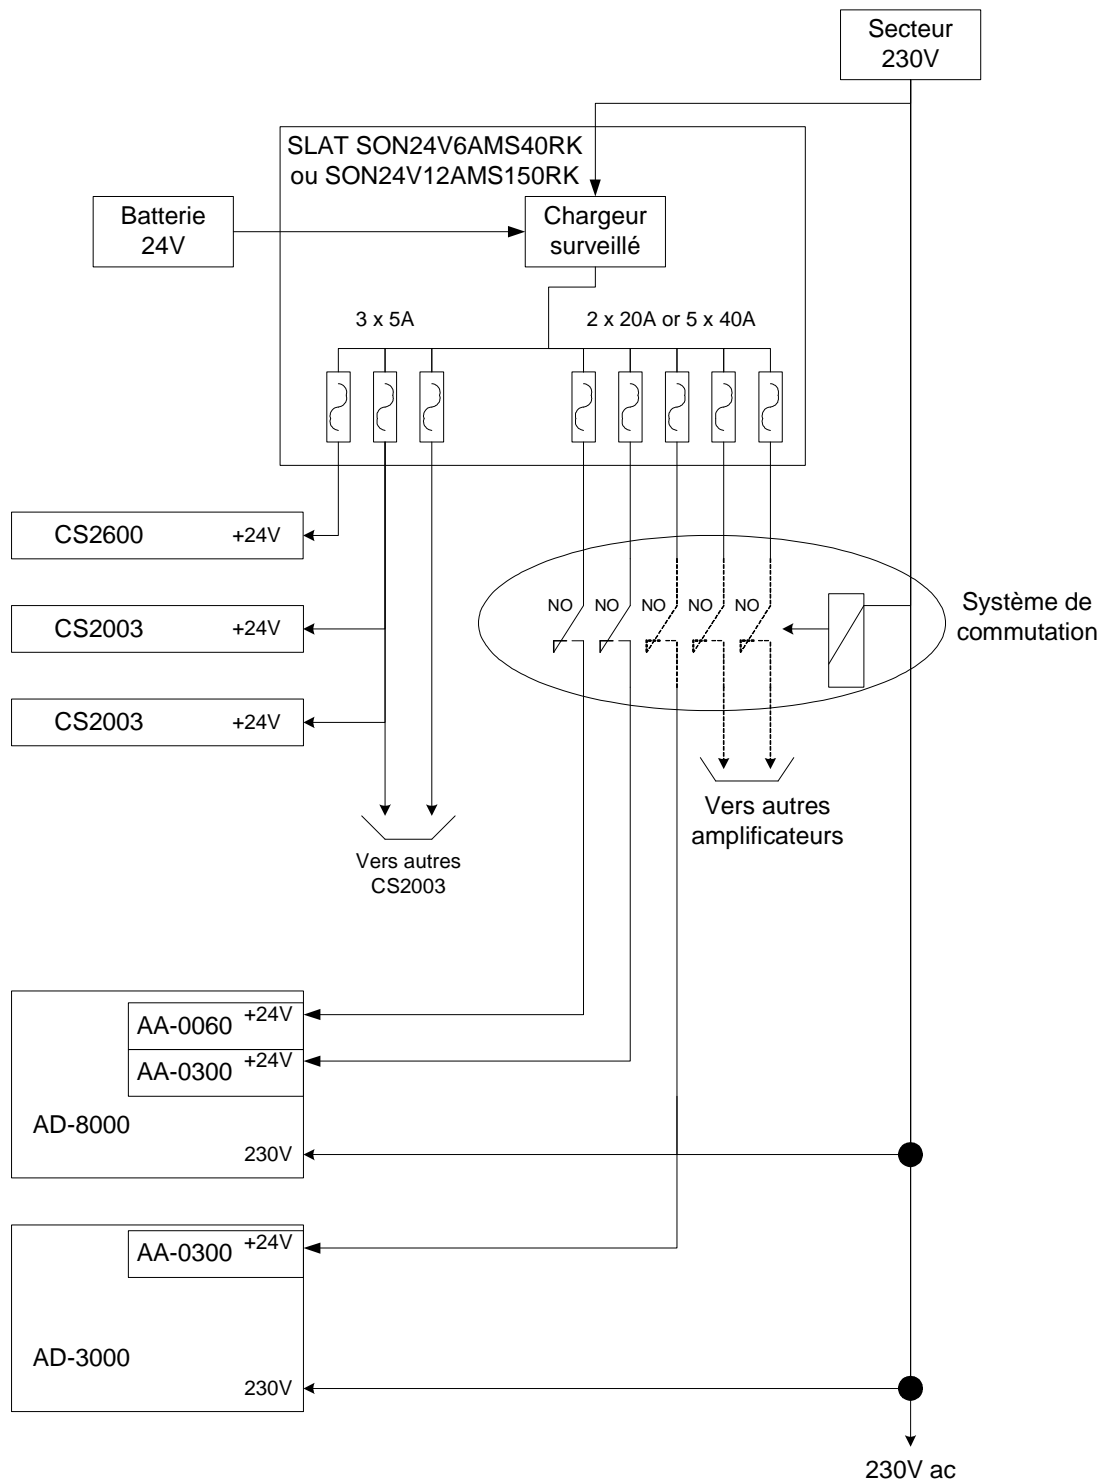 Secteur
230V
SLAT SON24V6AMS40RK
ou SON24V12AMS150RK
Batterie
24V
Chargeur
surveillé
3 x 5A
2 x 20A or 5 x 40A
CS2600 +24V
CS2003 +24V
CS2003 +24V
NO NO NO NO NO
Système de
commutation
Vers autres
amplificateurs
Vers autres
CS2003
AA-0060 +24V
AA-0300 +24V
AD-8000
230V
AA-0300 +24V
AD-3000
230V
230V ac